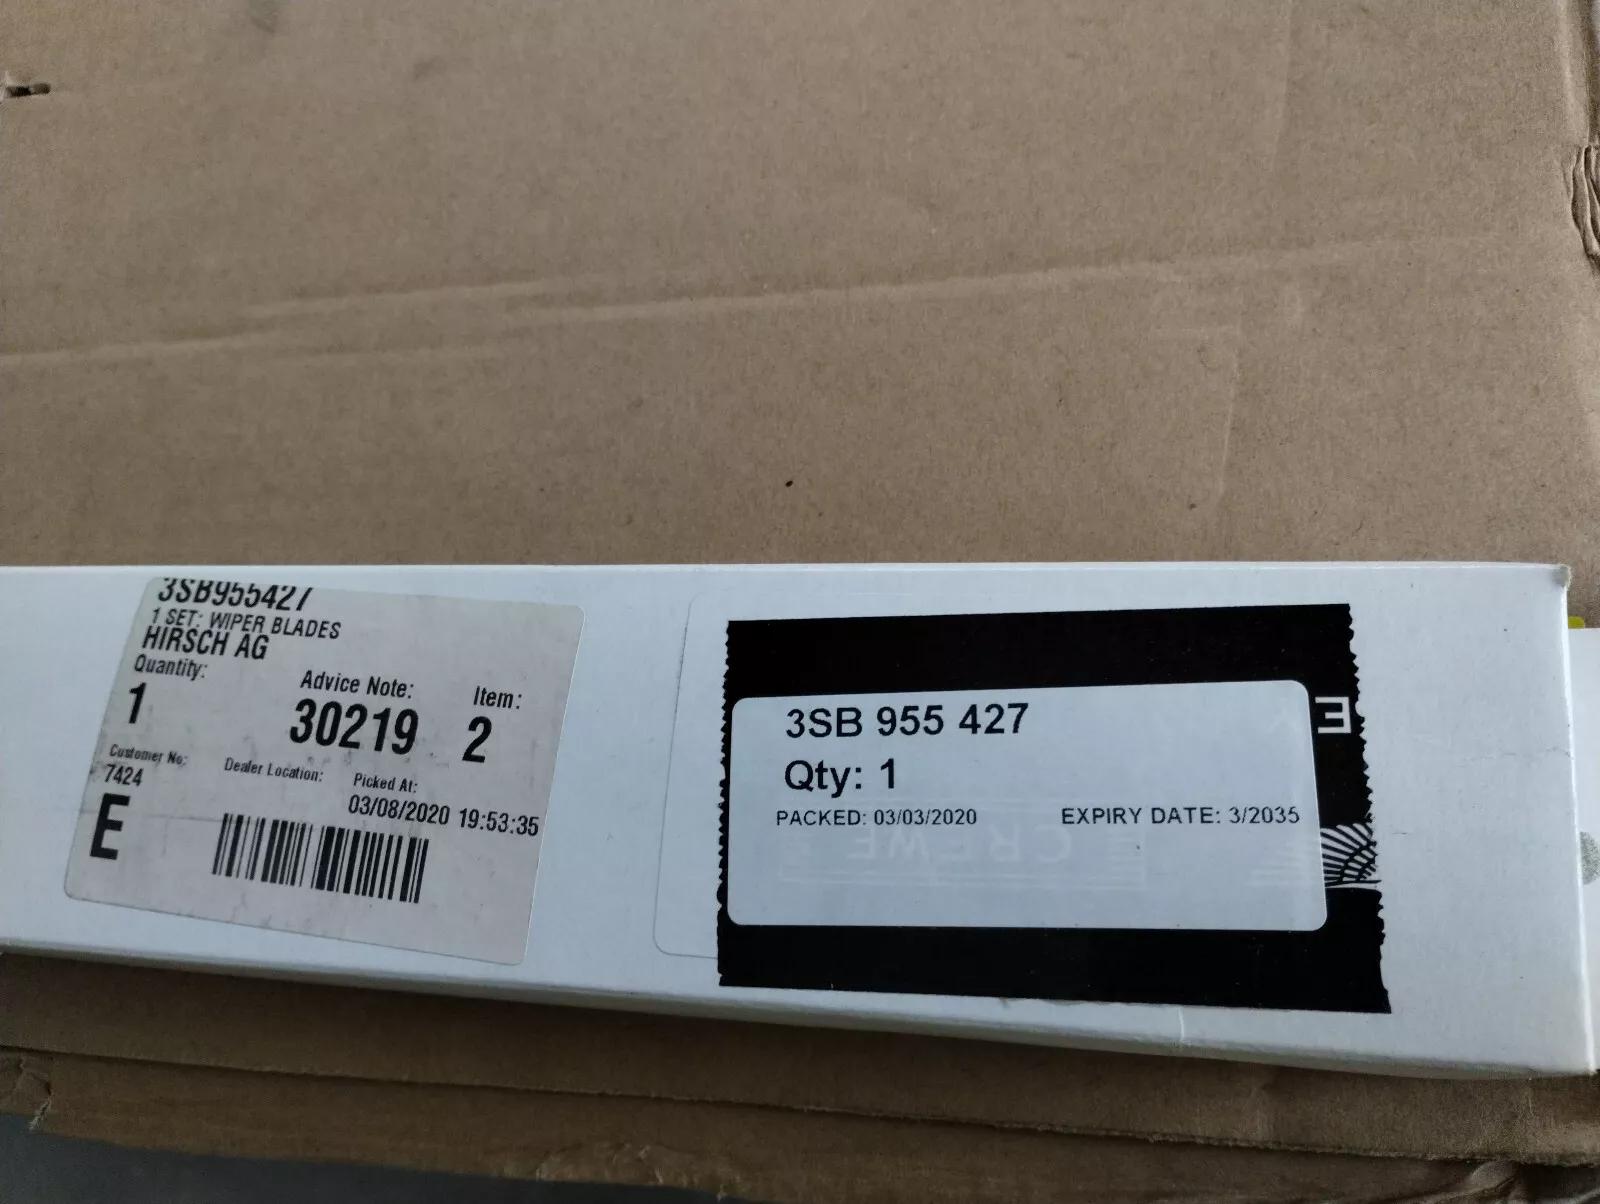 3SB955427
1 SET: WIPER BLADES
HIRSCH AG
Quantity: Advice Note: Item:
1 30219 2
Customer No: Dealer Location: Picked At:
7424 03/08/2020 19:53:35
E
3SB 955 427
Qty: 1
PACKED: 03/03/2020 EXPIRY DATE: 3/2035
CREWE
E